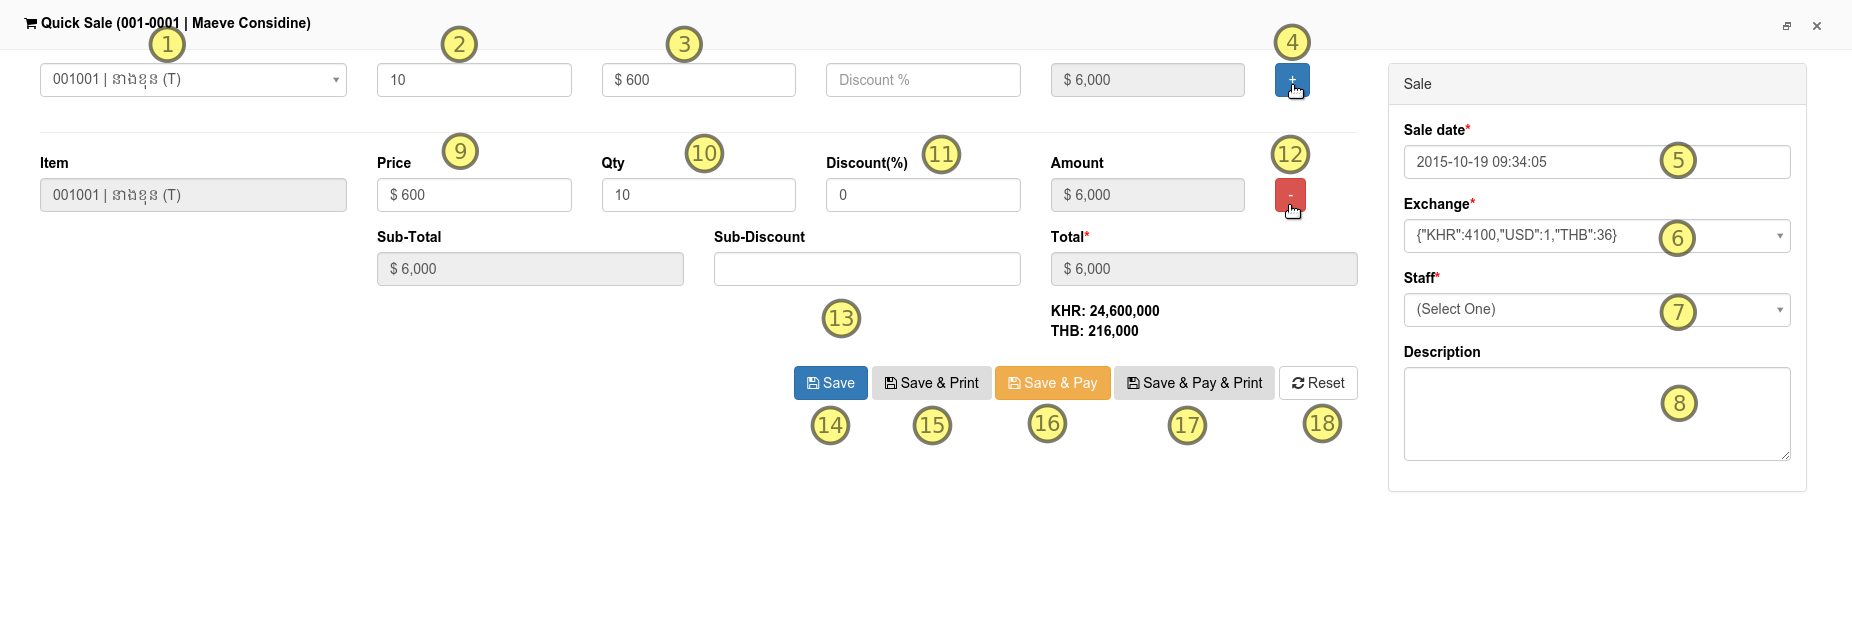 Quick Sale (001-0001 | Maeve Considine)
1 2 3 4
001001 | នាងខុន (T) 10 $ 600 Discount % $ 6,000 +
Sale
Sale date*
2015-10-19 09:34:05 5
9 10 11 12
Item Price Qty Discount(%) Amount
001001 | នាងខុន (T) $ 600 10 0 $ 6,000 -
Exchange*
{"KHR":4100,"USD":1,"THB":36} 6
Sub-Total Sub-Discount Total*
$ 6,000 $ 6,000
Staff*
(Select One) 7
13
KHR: 24,600,000
THB: 216,000
Description
8
Save Save & Print Save & Pay Save & Pay & Print Reset
14 15 16 17 18